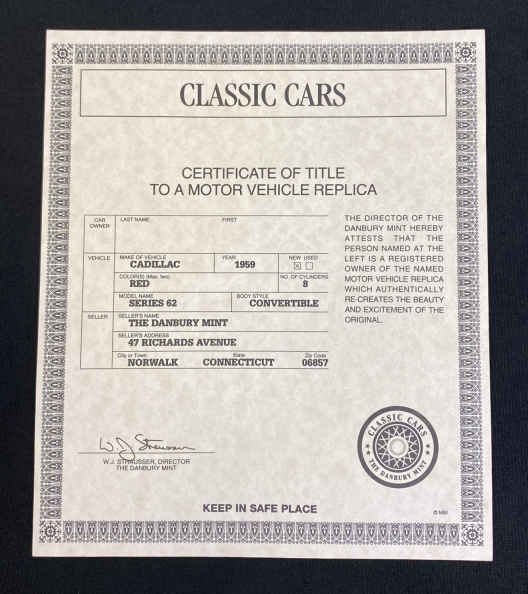 CLASSIC CARS
CERTIFICATE OF TITLE
TO A MOTOR VEHICLE REPLICA
CAR OWNER
LAST NAME
FIRST
VEHICLE
MAKE OF VEHICLE
CADILLAC
YEAR
1959
NEW USED
COLOR(S) (Max. two)
RED
NO. OF CYLINDERS
8
MODEL NAME
SERIES 62
BODY STYLE
CONVERTIBLE
SELLER
SELLER'S NAME
THE DANBURY MINT
SELLER'S ADDRESS
47 RICHARDS AVENUE
City or Town
NORWALK
State
CONNECTICUT
Zip Code
06857
THE DIRECTOR OF THE
DANBURY MINT HEREBY
ATTESTS THAT THE
PERSON NAMED AT THE
LEFT IS A REGISTERED
OWNER OF THE NAMED
MOTOR VEHICLE REPLICA
WHICH AUTHENTICALLY
RE-CREATES THE BEAUTY
AND EXCITEMENT OF THE
ORIGINAL.
W J Strausser
W.J. STRAUSSER, DIRECTOR
THE DANBURY MINT
CLASSIC CARS
THE DANBURY MINT
KEEP IN SAFE PLACE
© MBI